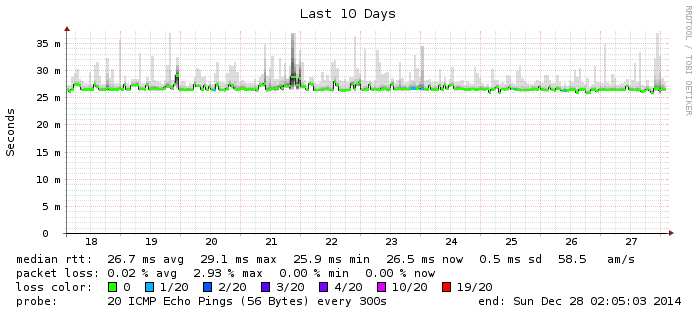 Last 10 Days
RRDTOOL / TOBI OETIKER
Seconds
35 m
30 m
25 m
20 m
15 m
10 m
5 m
0
18 19 20 21 22 23 24 25 26 27
median rtt: 26.7 ms avg 29.1 ms max 25.9 ms min 26.5 ms now 0.5 ms sd 58.5 am/s
packet loss: 0.02 % avg 2.93 % max 0.00 % min 0.00 % now
loss color: 0 1/20 2/20 3/20 4/20 10/20 19/20
probe: 20 ICMP Echo Pings (56 Bytes) every 300s end: Sun Dec 28 02:05:03 2014